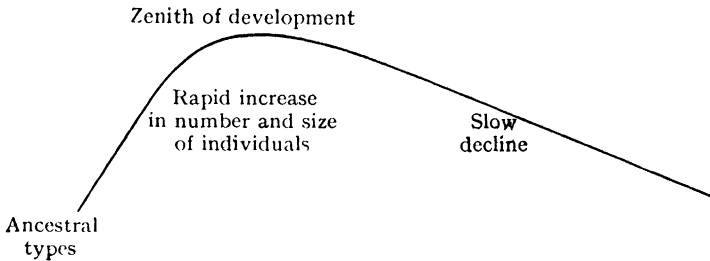 Zenith of development
Rapid increase
in number and size
of individuals
Slow
decline
Ancestral
types